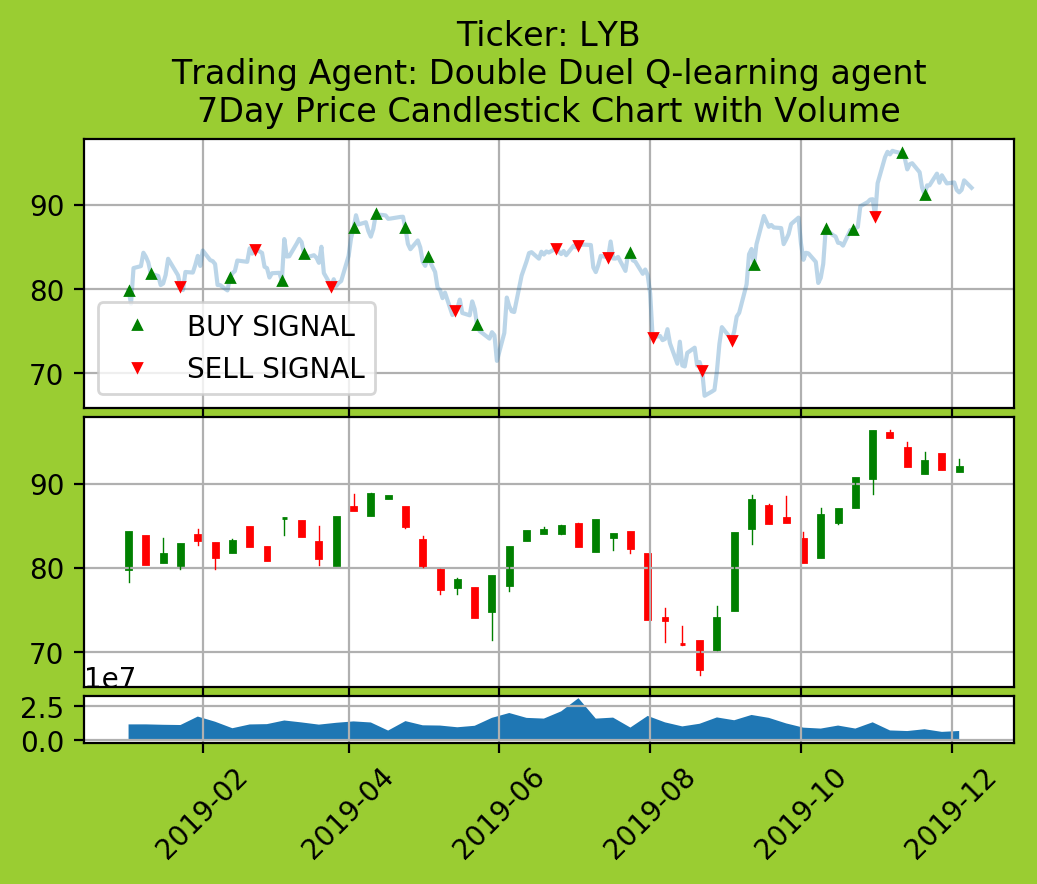 Ticker: LYB
Trading Agent: Double Duel Q-learning agent
7Day Price Candlestick Chart with Volume
90
80
70
BUY SIGNAL
SELL SIGNAL
90
80
70
1e7
2.5
0.0
2019-02
2019-04
2019-06
2019-08
2019-10
2019-12